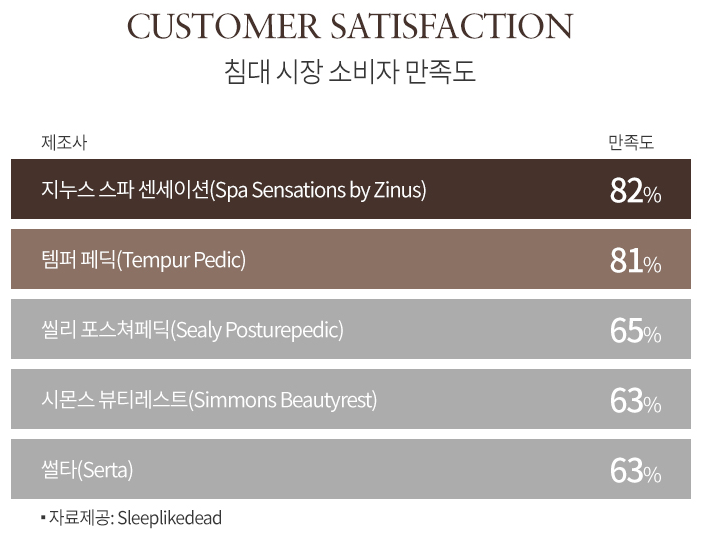 CUSTOMER SATISFACTION
침대 시장 소비자 만족도
제조사 만족도
지누스 스파 센세이션(Spa Sensations by Zinus) 82%
템퍼 페딕(Tempur Pedic) 81%
씰리 포스쳐페딕(Sealy Posturepedic) 65%
시몬스 뷰티레스트(Simmons Beautyrest) 63%
썰타(Serta) 63%
▪ 자료제공: Sleeplikedead